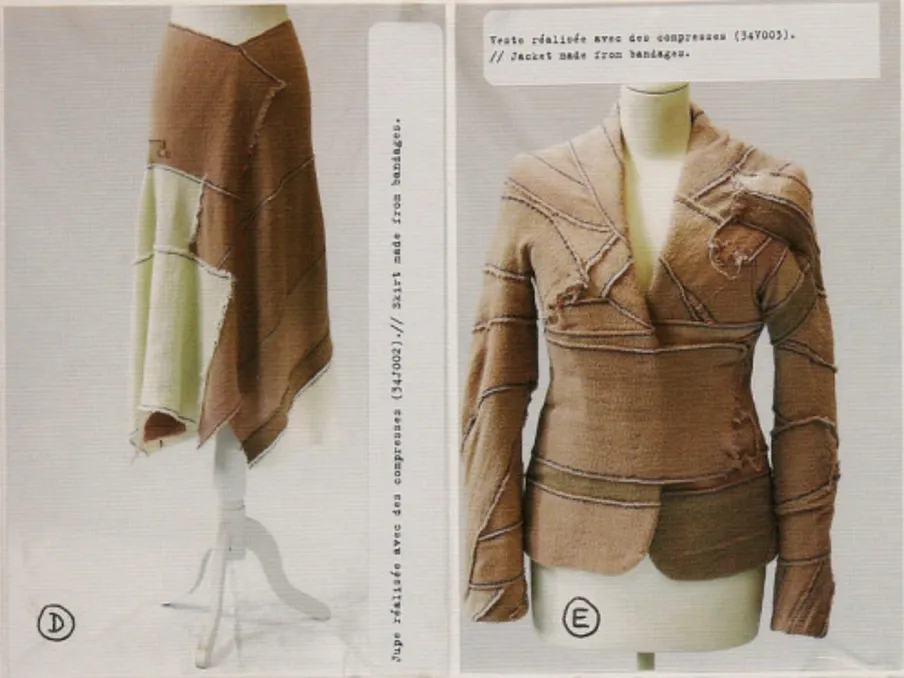 Jupe réalisée avec des compresses (34J002).// Skirt made from bandages.
D
Veste réalisée avec des compresses (34V003).
// Jacket made from bandages.
E